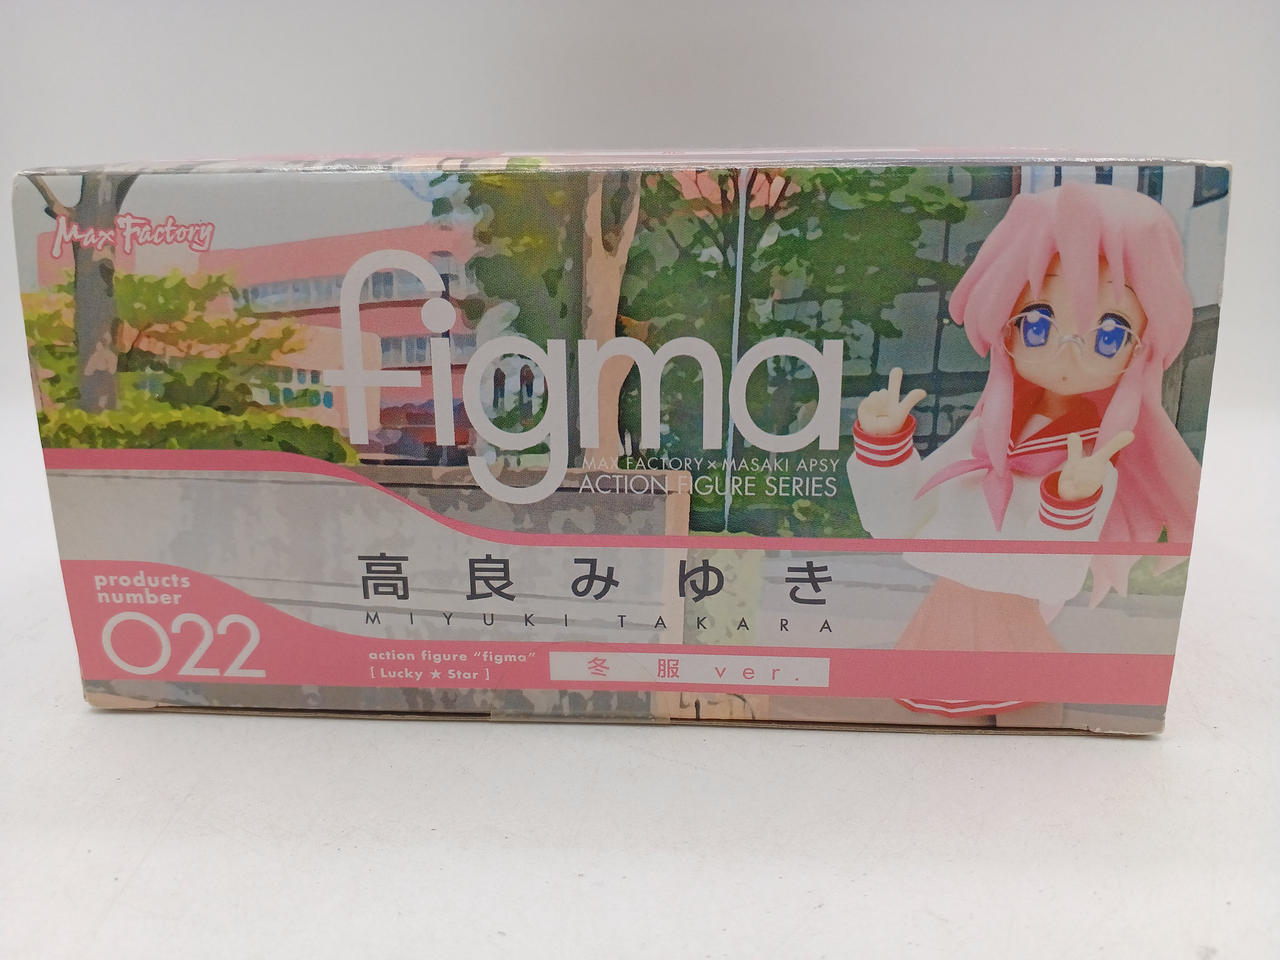 Max Factory
figma
MAX FACTORY × MASAKI APSY
ACTION FIGURE SERIES
高良みゆき
MIYUKI TAKARA
products
number
022
action figure "figma"
[ Lucky ★ Star ]
冬服 ver.